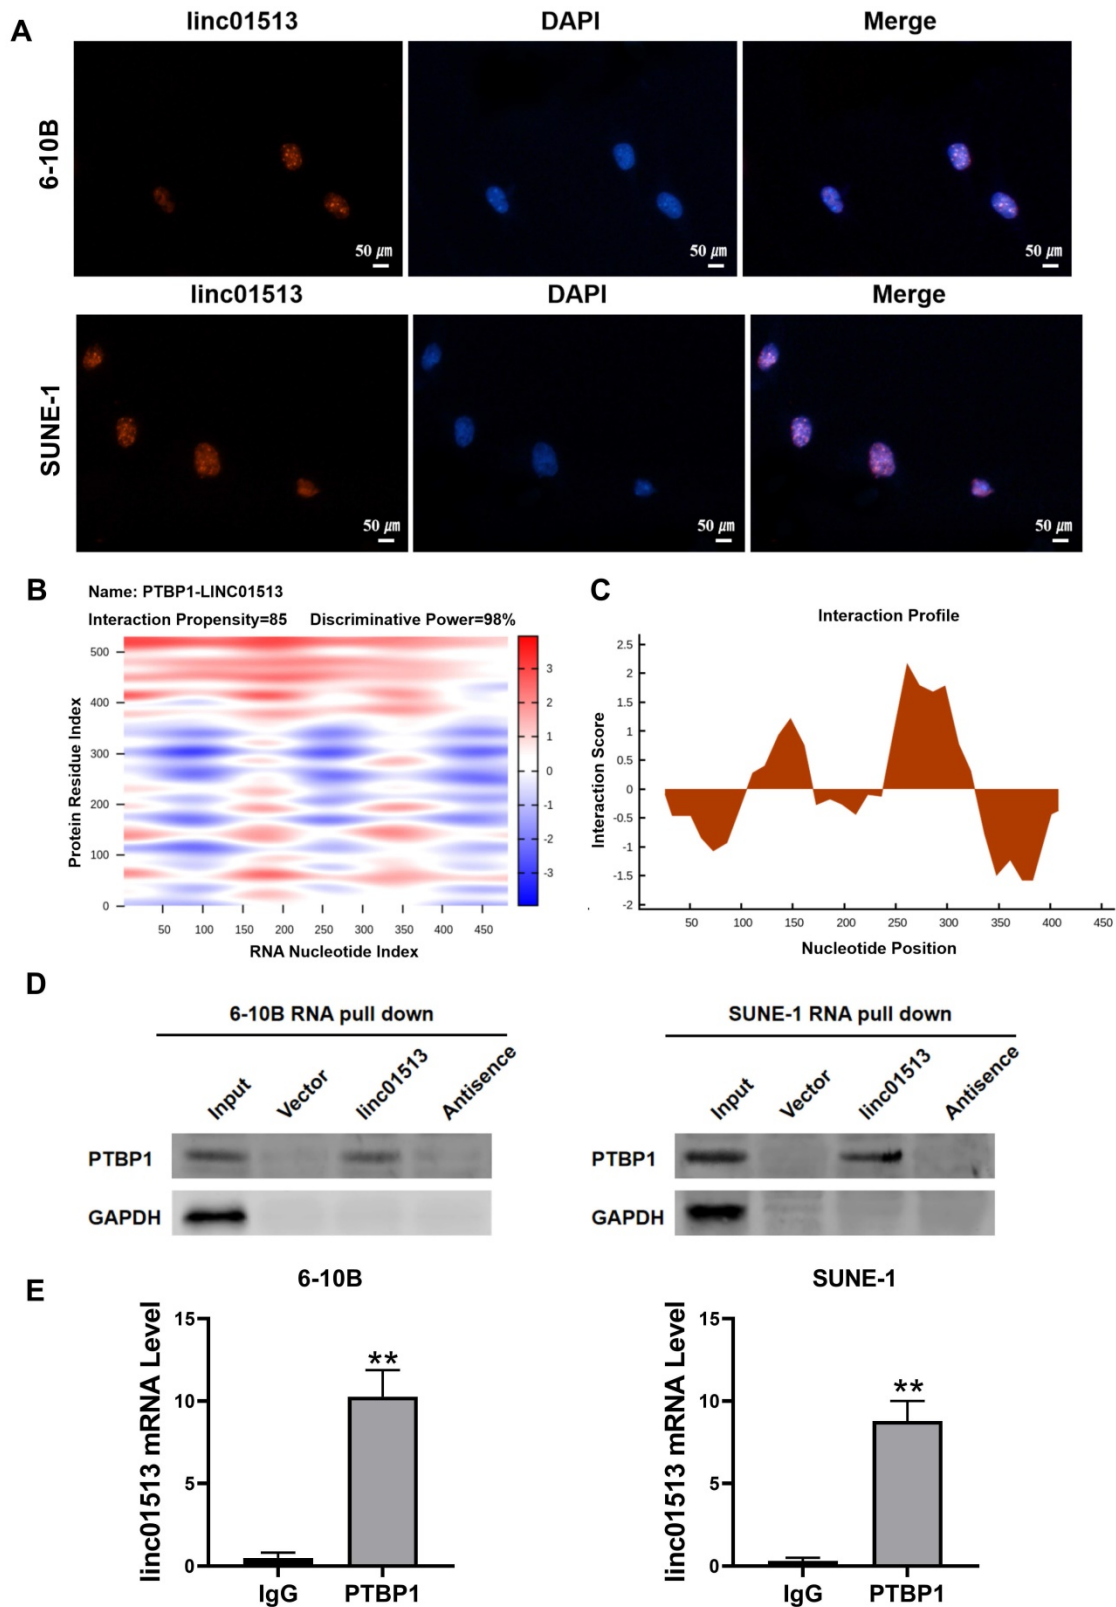 A
linc01513 DAPI Merge
6-10B
50 μm 50 μm 50 μm
linc01513 DAPI Merge
SUNE-1
50 μm 50 μm 50 μm
B
Name: PTBP1-LINC01513
Interaction Propensity=85 Discriminative Power=98%
Protein Residue Index
500
400
300
200
100
0
3
2
1
0
-1
-2
-3
50 100 150 200 250 300 350 400 450
RNA Nucleotide Index
C
Interaction Profile
Interaction Score
2.5
2
1.5
1
0.5
0
-0.5
-1
-1.5
-2
50 100 150 200 250 300 350 400 450
Nucleotide Position
D
6-10B RNA pull down
Input Vector linc01513 Antisence
PTBP1
GAPDH
SUNE-1 RNA pull down
Input Vector linc01513 Antisence
PTBP1
GAPDH
E
6-10B
linc01513 mRNA Level
15
10
5
0
**
IgG PTBP1
SUNE-1
linc01513 mRNA Level
15
10
5
0
**
IgG PTBP1